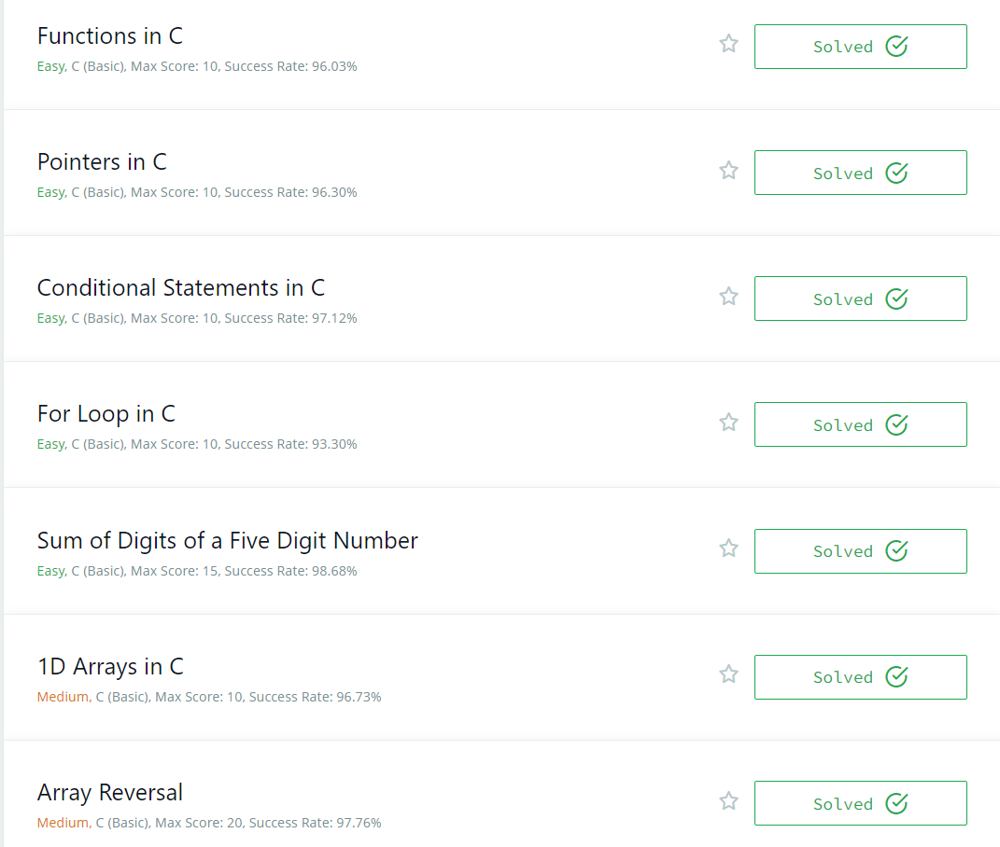 Functions in C
Easy, C (Basic), Max Score: 10, Success Rate: 96.03%
Solved
Pointers in C
Easy, C (Basic), Max Score: 10, Success Rate: 96.30%
Solved
Conditional Statements in C
Easy, C (Basic), Max Score: 10, Success Rate: 97.12%
Solved
For Loop in C
Easy, C (Basic), Max Score: 10, Success Rate: 93.30%
Solved
Sum of Digits of a Five Digit Number
Easy, C (Basic), Max Score: 15, Success Rate: 98.68%
Solved
1D Arrays in C
Medium, C (Basic), Max Score: 10, Success Rate: 96.73%
Solved
Array Reversal
Medium, C (Basic), Max Score: 20, Success Rate: 97.76%
Solved